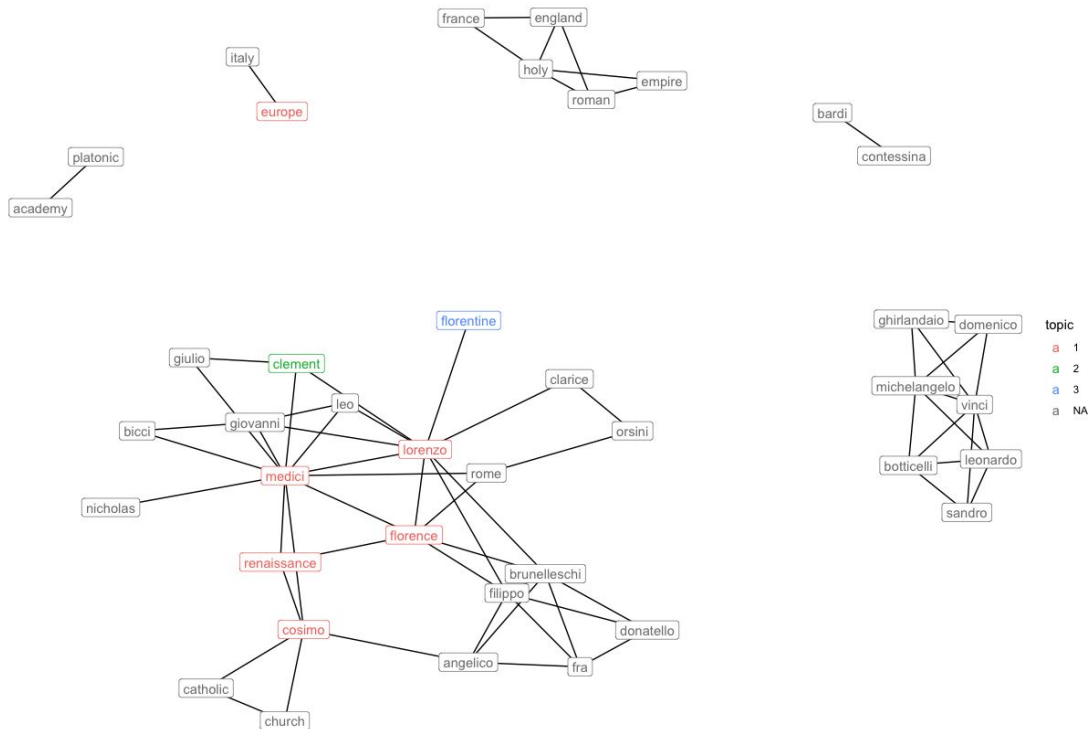 france
england
italy
holy
empire
roman
europe
bardi
contessina
platonic
academy
florentine
ghirlandaio
domenico
topic
a 1
a 2
a 3
a NA
giulio
clement
clarice
michelangelo
leo
vinci
bicci
giovanni
orsini
lorenzo
leonardo
botticelli
medici
rome
nicholas
sandro
florence
renaissance
brunelleschi
filippo
cosimo
donatello
angelico
fra
catholic
church